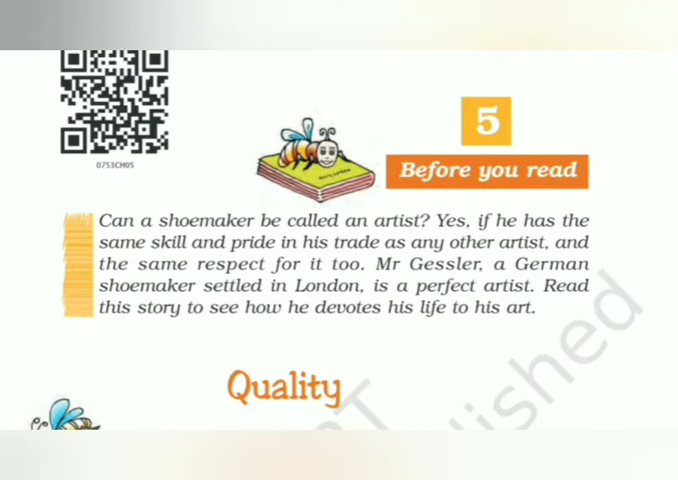 0753CH05
5
Before you read
Can a shoemaker be called an artist? Yes, if he has the
same skill and pride in his trade as any other artist, and
the same respect for it too. Mr Gessler, a German
shoemaker settled in London, is a perfect artist. Read
this story to see how he devotes his life to his art.
Quality